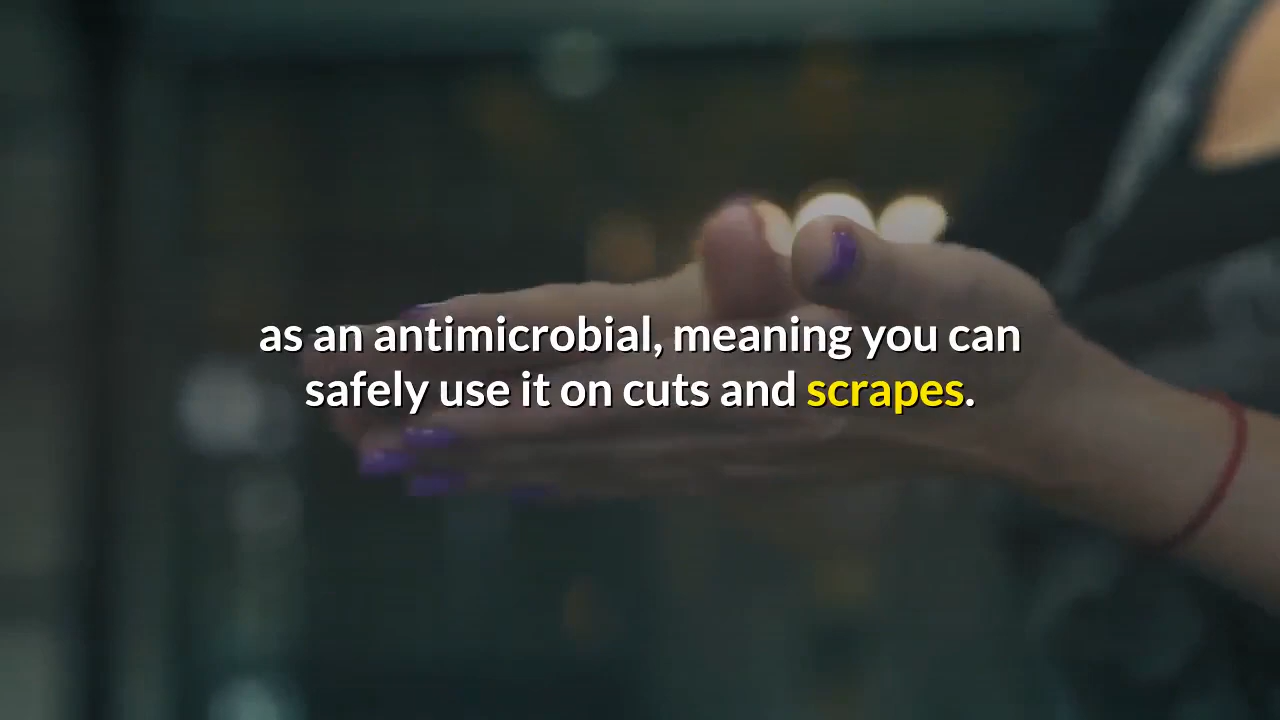 as an antimicrobial, meaning you can
safely use it on cuts and scrapes.